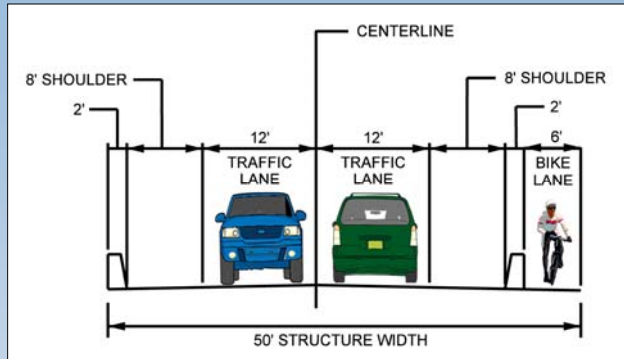 CENTERLINE
8' SHOULDER
8' SHOULDER
2'
2'
12'
12'
6'
TRAFFIC
LANE
TRAFFIC
LANE
BIKE
LANE
50' STRUCTURE WIDTH